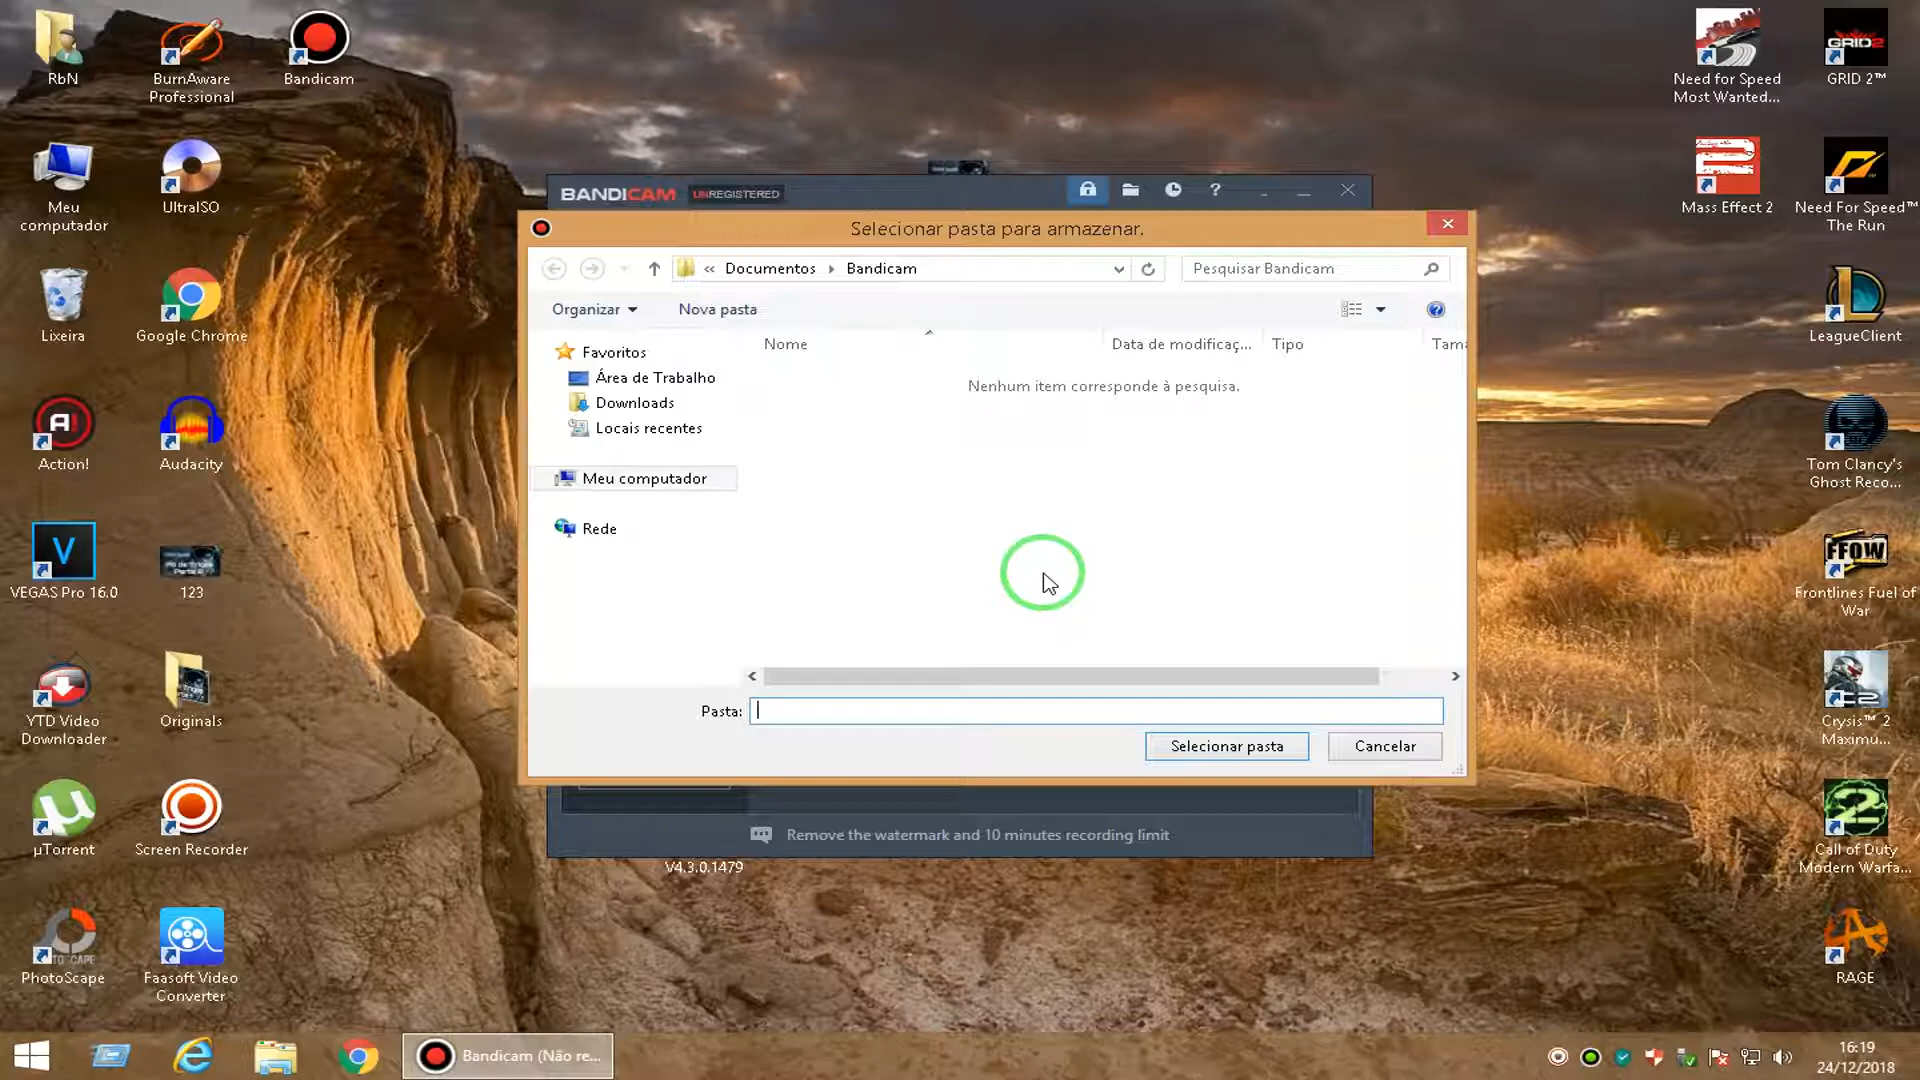 RbN
BurnAware
Professional
Bandicam
Need for Speed
Most Wanted...
GRID 2™
Meu
computador
UltraISO
Mass Effect 2
Need For Speed™
The Run
Lixeira
Google Chrome
LeagueClient
Action!
Audacity
Tom Clancy's
Ghost Reco...
VEGAS Pro 16.0
123
Frontlines Fuel of
War
YTD Video
Downloader
Originals
Crysis™ 2
Maximu...
µTorrent
Screen Recorder
Call of Duty
Modern Warfa...
PhotoScape
Faasoft Video
Converter
RAGE
BANDICAM UNREGISTERED
Selecionar pasta para armazenar.
« Documentos Bandicam
Pesquisar Bandicam
Organizar
Nova pasta
Nome
Data de modificaç...
Tipo
Tama
Favoritos
Área de Trabalho
Downloads
Locais recentes
Meu computador
Rede
Nenhum item corresponde à pesquisa.
Pasta:
Selecionar pasta
Cancelar
Remove the watermark and 10 minutes recording limit
V4.3.0.1479
Bandicam (Não re...
16:19
24/12/2018